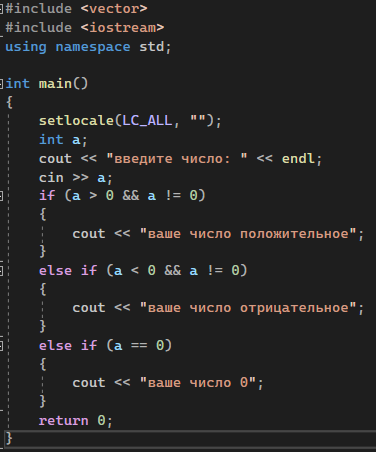 #include <vector>
#include <iostream>
using namespace std;
int main()
{
setlocale(LC_ALL, "");
int a;
cout << "введите число: " << endl;
cin >> a;
if (a > 0 && a != 0)
{
cout << "ваше число положительное";
}
else if (a < 0 && a != 0)
{
cout << "ваше число отрицательное";
}
else if (a == 0)
{
cout << "ваше число 0";
}
return 0;
}